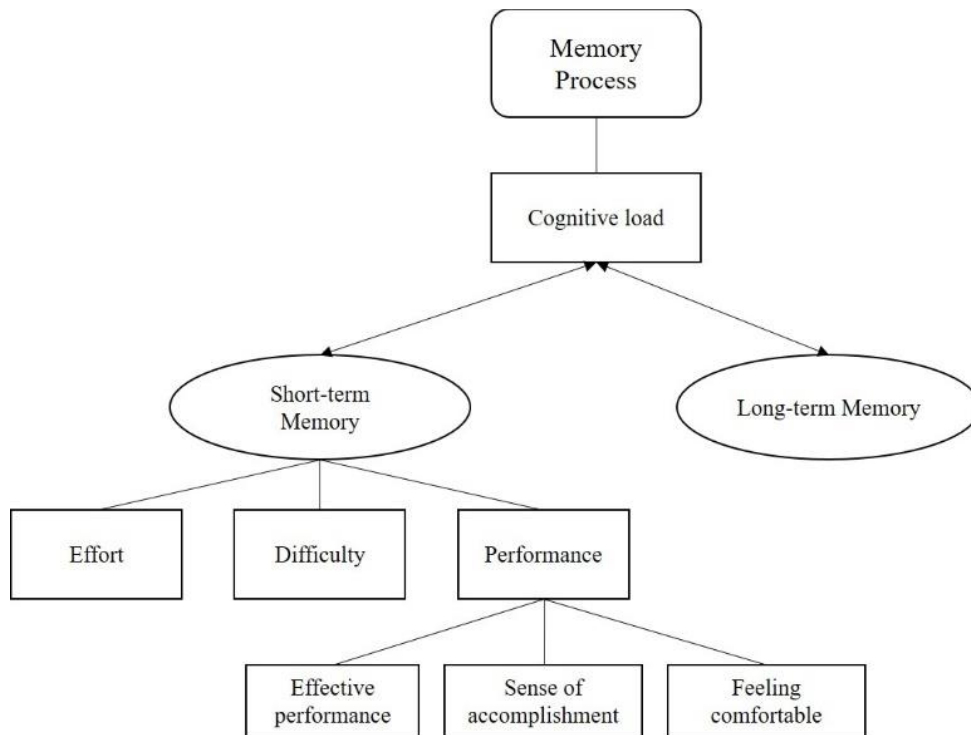 Memory
Process
Cognitive load
Short-term
Memory
Long-term Memory
Effort
Difficulty
Performance
Effective
performance
Sense of
accomplishment
Feeling
comfortable